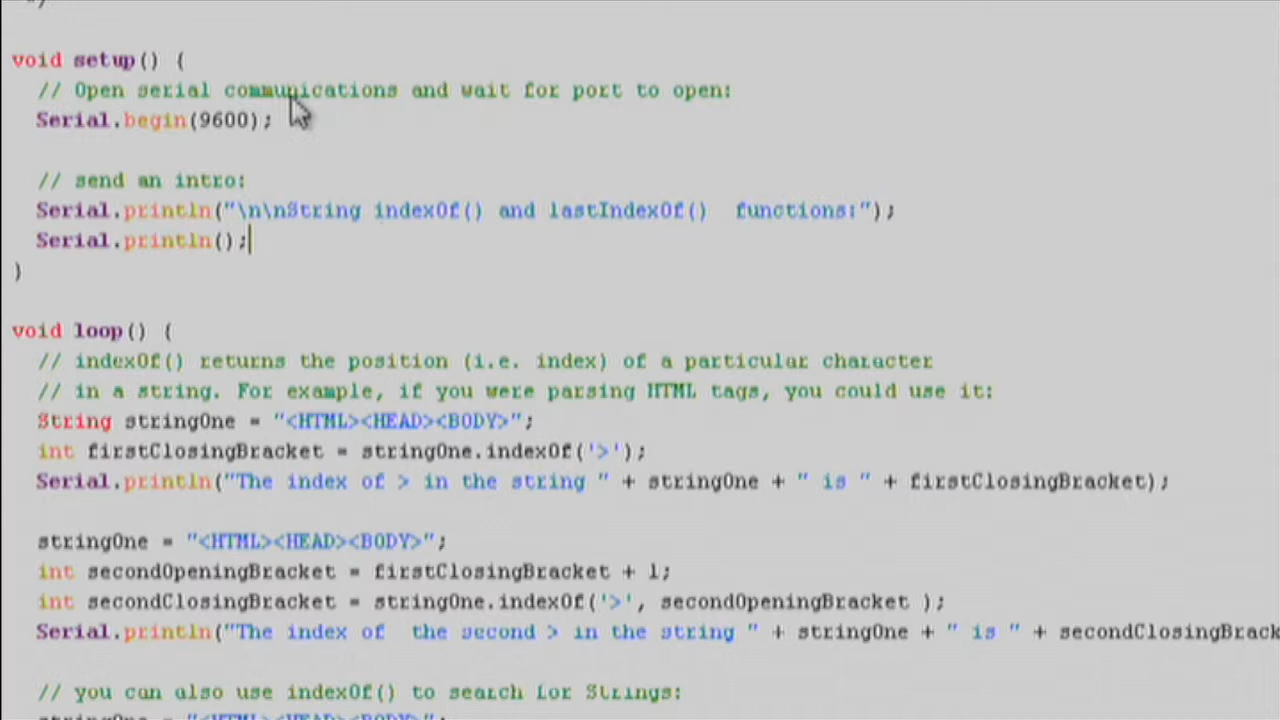 */
void setup() {
// Open serial communications and wait for port to open:
Serial.begin(9600);
// send an intro:
Serial.println("\n\nString indexOf() and lastIndexOf()  functions:");
Serial.println();
}
void loop() {
// indexOf() returns the position (i.e. index) of a particular character
// in a string. For example, if you were parsing HTML tags, you could use it:
String stringOne = "<HTML><HEAD><BODY>";
int firstClosingBracket = stringOne.indexOf('>');
Serial.println("The index of > in the string " + stringOne + " is " + firstClosingBracket);
stringOne = "<HTML><HEAD><BODY>";
int secondOpeningBracket = firstClosingBracket + 1;
int secondClosingBracket = stringOne.indexOf('>', secondOpeningBracket );
Serial.println("The index of  the second > in the string " + stringOne + " is " + secondClosingBrack
// you can also use indexOf() to search for Strings:
stringOne = "<HTML><HEAD><BODY>";